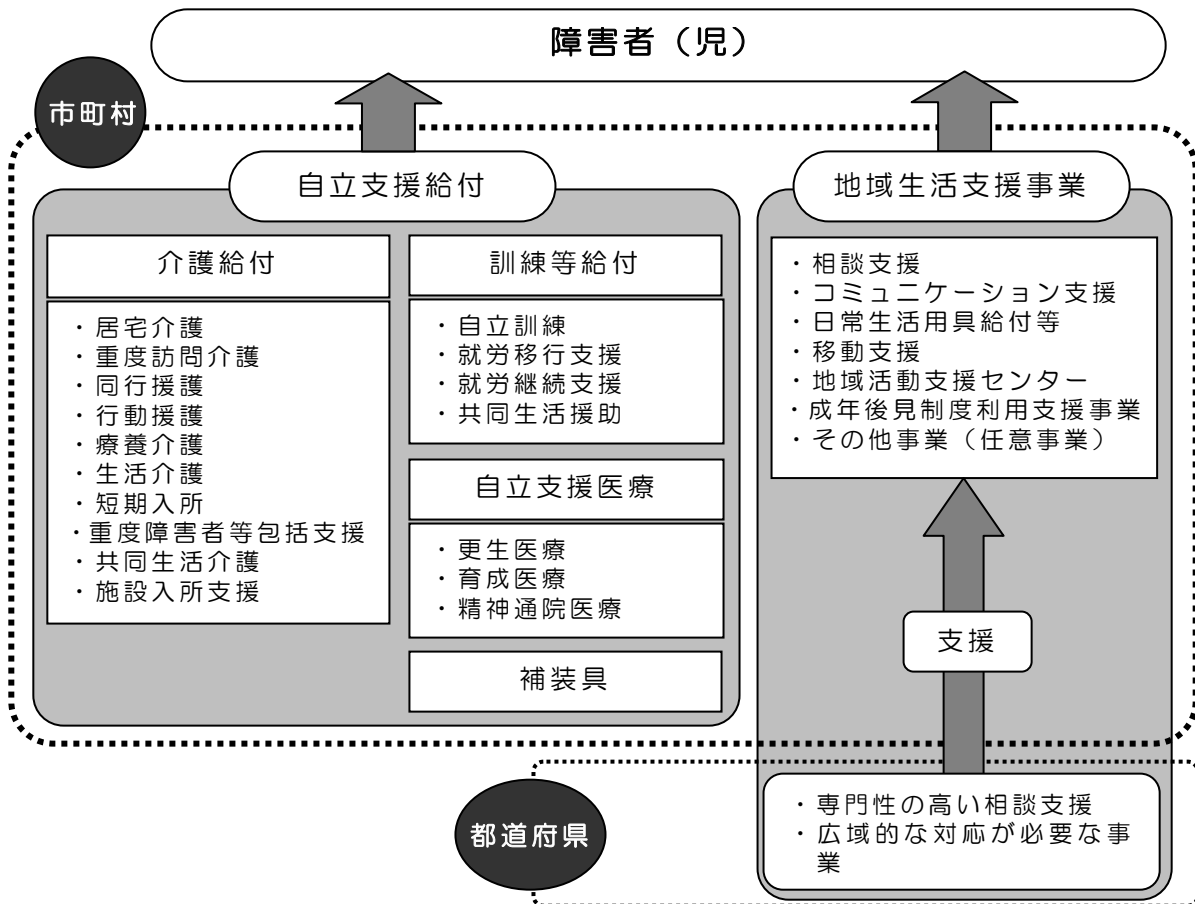 障害者（児）
市町村
自立支援給付
介護給付
・居宅介護
・重度訪問介護
・同行援護
・行動援護
・療養介護
・生活介護
・短期入所
・重度障害者等包括支援
・共同生活介護
・施設入所支援
訓練等給付
・自立訓練
・就労移行支援
・就労継続支援
・共同生活援助
自立支援医療
・更生医療
・育成医療
・精神通院医療
補装具
地域生活支援事業
・相談支援
・コミュニケーション支援
・日常生活用具給付等
・移動支援
・地域活動支援センター
・成年後見制度利用支援事業
・その他事業（任意事業）
支援
都道府県
・専門性の高い相談支援
・広域的な対応が必要な事
業